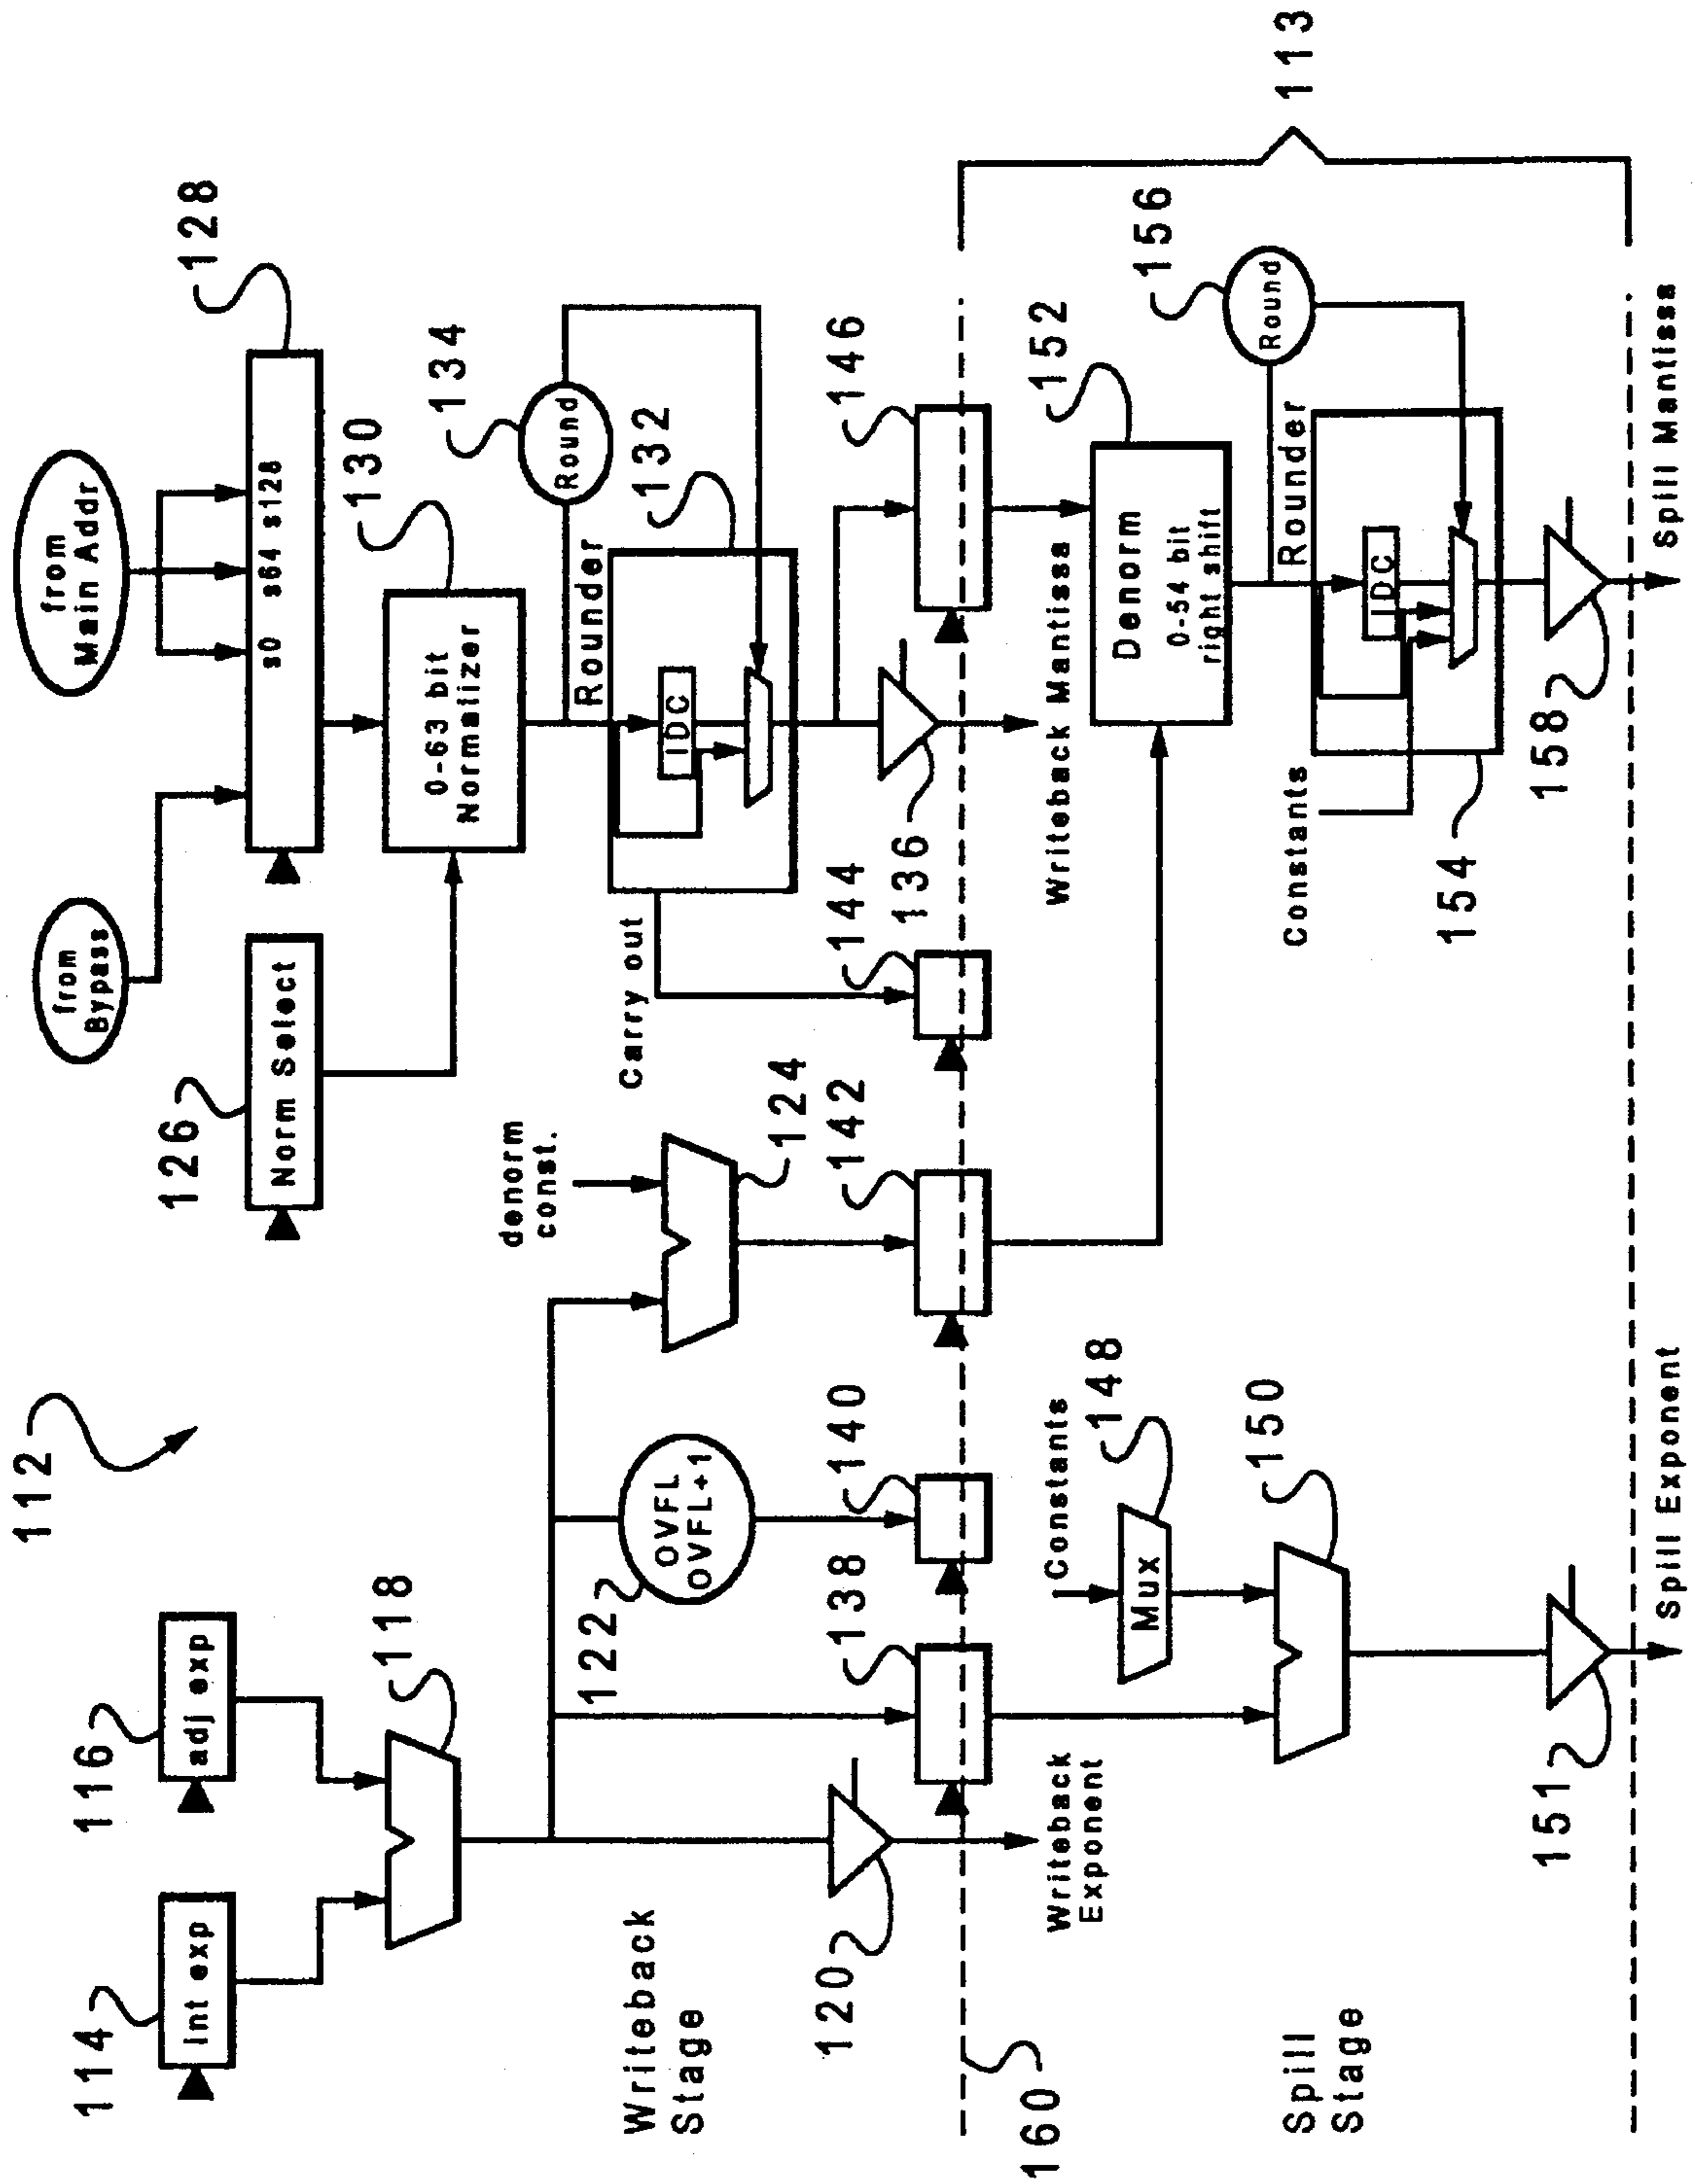 112
114
Int exp
116
adj exp
118
126
Norm Select
from
Bypass
from
Main Addr
s0 s64 s128
128
130
0-63 bit
Normalizer
134
Round
Rounder
132
IDC
Carry out
denorm
const.
124
122
OVFL
OVFL+1
Writeback
Stage
120
138
140
142
144
136
146
160
Writeback
Exponent
Constants
148
Mux
150
Writeback Mantissa
Denorm
0-54 bit
right shift
152
156
Round
Rounder
IDC
Constants
154
113
Spill
Stage
151
158
Spill Exponent
Spill Mantissa